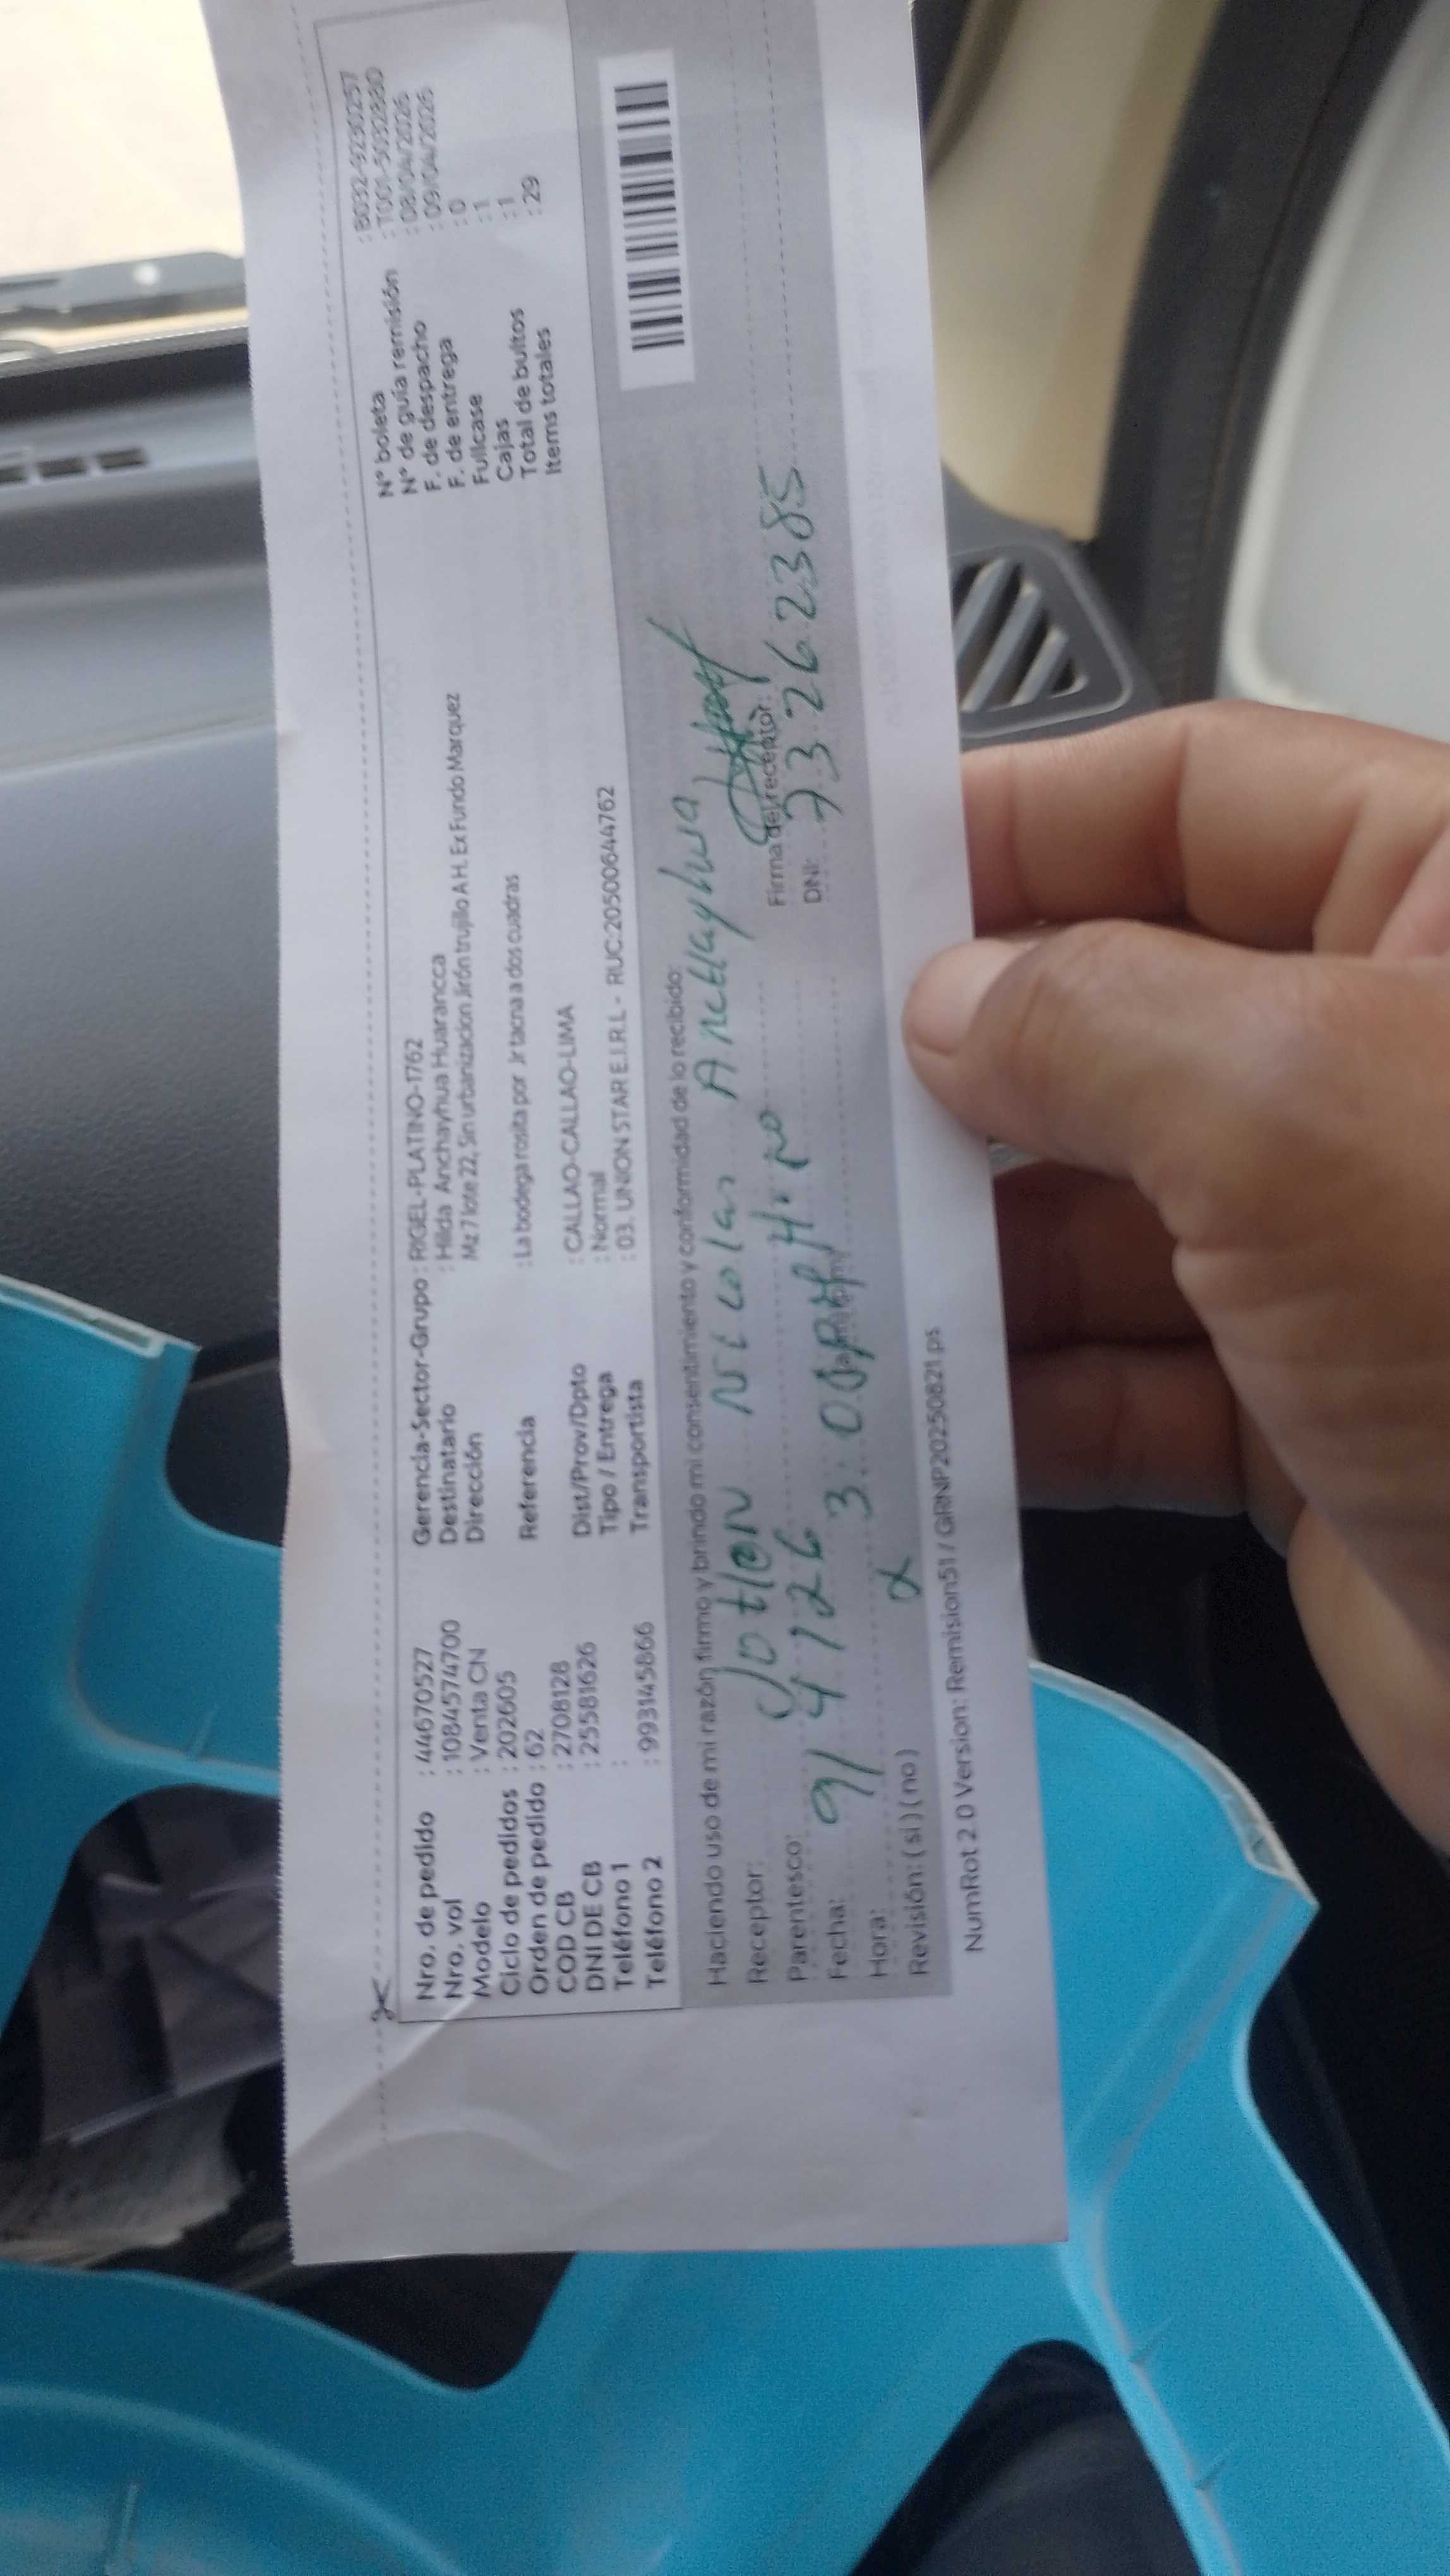 Nro. de pedido : 44670527
Nro. vol : 1084574700
Modelo : Venta CN
Ciclo de pedidos : 202605
Orden de pedido : 62
COD CB : 2708128
DNI DE CB : 25581626
Teléfono 1 :
Teléfono 2 : 993145866
Gerencia-Sector-Grupo : RIGEL-PLATINO-1762
Destinatario : Hilda Anchayhua Huarancca
Dirección Mz 7 lote 22, Sin urbanización Jirón trujillo A H. Ex Fundo Marquez
Referencia : La bodega rosita por Jr tacna a dos cuadras
Dist/Prov/Dpto : CALLAO-CALLAO-LIMA
Tipo / Entrega : Normal
Transportista : 03. UNION STAR E.I.R.L - RUC:20500644762
N° boleta : B032-9230257
N° de guía remisión : T001-
F. de despacho : 08/04/2026
F. de entrega : 09/04/2026
Fullcase : 0
Cajas : 1
Total de bultos : 1
Items totales : 29
Haciendo uso de mi razón firmo y brindo mi consentimiento y conformidad de lo recibido:
Receptor: Nicolas Anchayhua
Parentesco: Hi no
Fecha: 9/ 4 / 26
Hora: 3:00pm
Revisión: ( si ) ( no )
Firma del receptor:
DNI: 73262385
NumRot 2.0 Version: Remision51 / GRNP20250821.ps